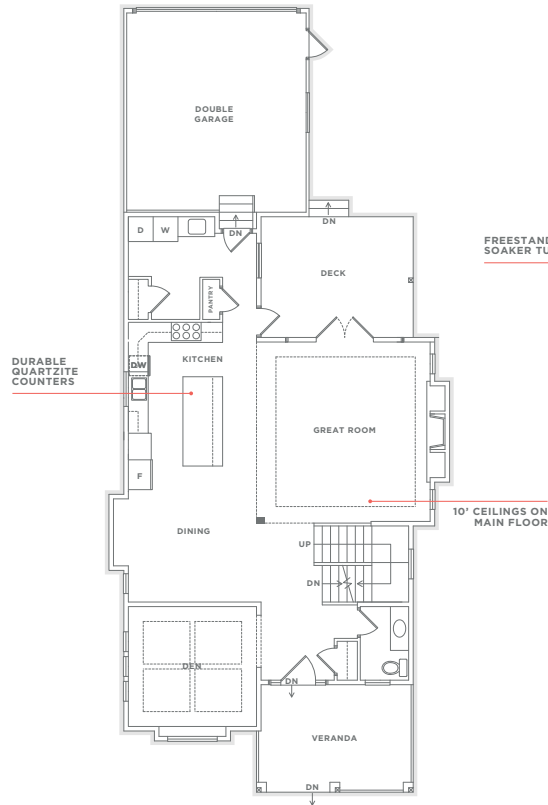 DOUBLE
GARAGE
D W
DN
DN
DECK
FREESTAND
SOAKER TU
PANTRY
KITCHEN
DURABLE
QUARTZITE
COUNTERS
DW
GREAT ROOM
F
10' CEILINGS ON
MAIN FLOOR
DINING
UP
DN
DEN
DN
VERANDA
DN